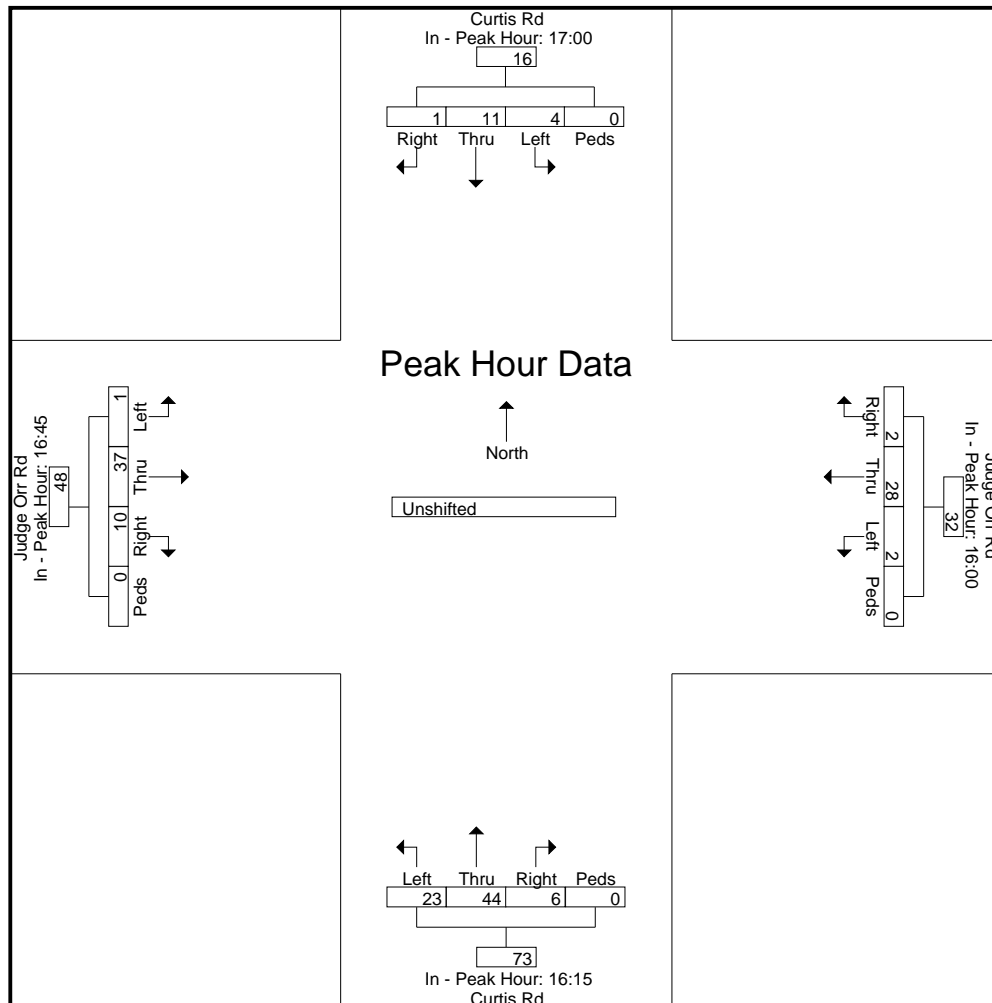 Curtis Rd
In - Peak Hour: 17:00
16
1 11 4 0
Right Thru Left Peds
Peak Hour Data
North
Unshifted
Judge Orr Rd
In - Peak Hour: 16:45
48
1 37 10 0
Left Thru Right Peds
Right Thru Left Peds
2 28 2 0
32
In - Peak Hour: 16:00
Judge Orr Rd
Left Thru Right Peds
23 44 6 0
73
In - Peak Hour: 16:15
Curtis Rd